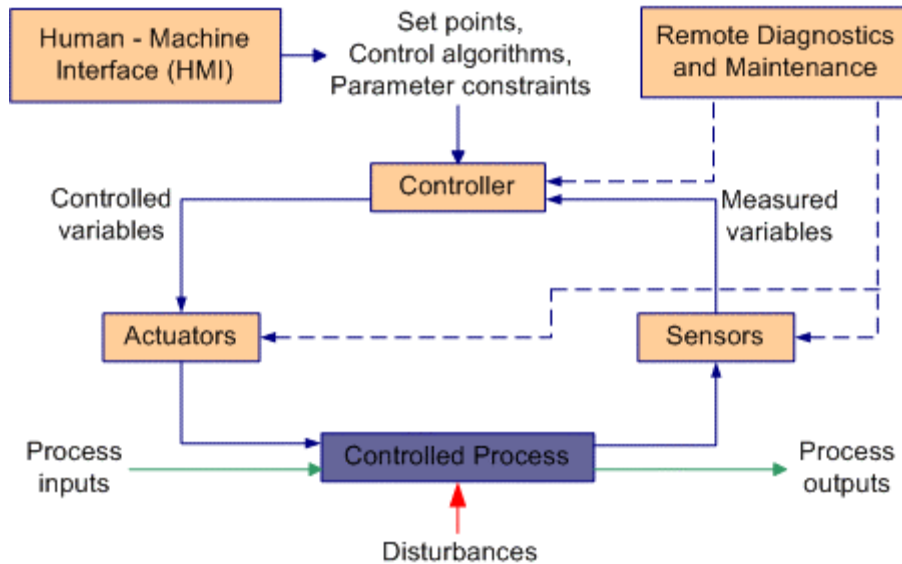 Human - Machine
Interface (HMI)
Set points,
Control algorithms,
Parameter constraints
Remote Diagnostics
and Maintenance
Controller
Controlled
variables
Measured
variables
Actuators
Sensors
Process
inputs
Controlled Process
Process
outputs
Disturbances